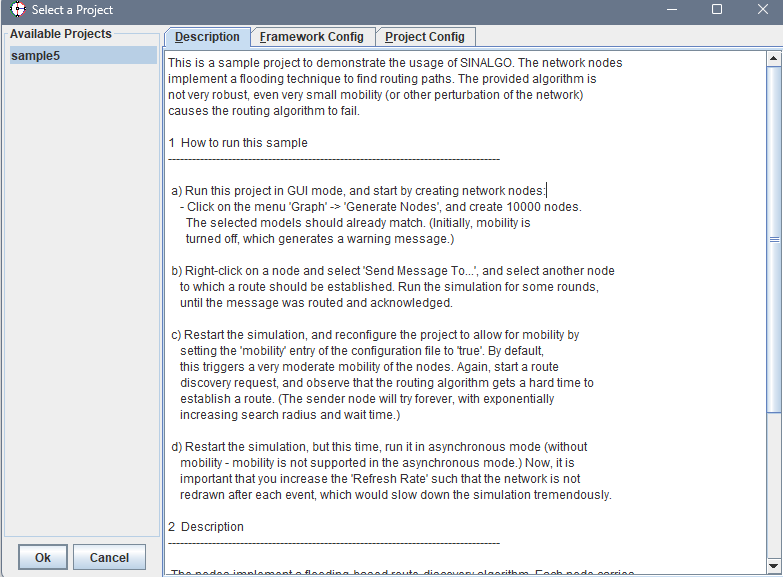 Select a Project
Available Projects
sample5
Description
Framework Config
Project Config
This is a sample project to demonstrate the usage of SINALGO. The network nodes
implement a flooding technique to find routing paths. The provided algorithm is
not very robust, even very small mobility (or other perturbation of the network)
causes the routing algorithm to fail.
1 How to run this sample
-----------------------------------------------------------------------------------
a) Run this project in GUI mode, and start by creating network nodes:
- Click on the menu 'Graph' -> 'Generate Nodes', and create 10000 nodes.
The selected models should already match. (Initially, mobility is
turned off, which generates a warning message.)
b) Right-click on a node and select 'Send Message To...', and select another node
to which a route should be established. Run the simulation for some rounds,
until the message was routed and acknowledged.
c) Restart the simulation, and reconfigure the project to allow for mobility by
setting the 'mobility' entry of the configuration file to 'true'. By default,
this triggers a very moderate mobility of the nodes. Again, start a route
discovery request, and observe that the routing algorithm gets a hard time to
establish a route. (The sender node will try forever, with exponentially
increasing search radius and wait time.)
d) Restart the simulation, but this time, run it in asynchronous mode (without
mobility - mobility is not supported in the asynchronous mode.) Now, it is
important that you increase the 'Refresh Rate' such that the network is not
redrawn after each event, which would slow down the simulation tremendously.
2 Description
-----------------------------------------------------------------------------------
The nodes implement a flooding-based route-discovery algorithm. Each node carries
Ok
Cancel